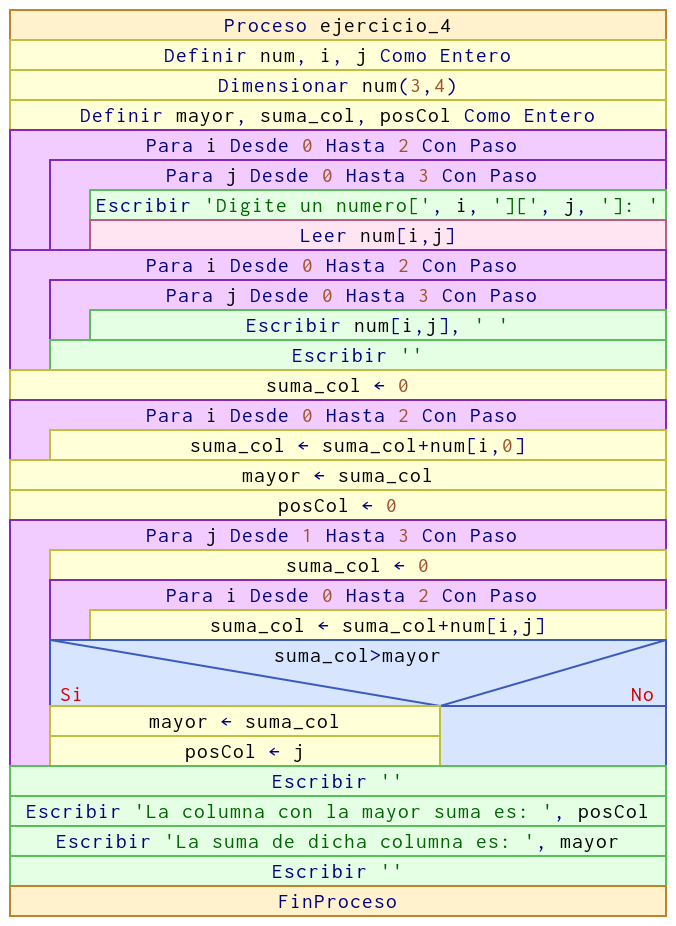 Proceso ejercicio_4
Definir num, i, j Como Entero
Dimensionar num(3,4)
Definir mayor, suma_col, posCol Como Entero
Para i Desde 0 Hasta 2 Con Paso
Para j Desde 0 Hasta 3 Con Paso
Escribir 'Digite un numero[', i, '][', j, ']: '
Leer num[i,j]
Para i Desde 0 Hasta 2 Con Paso
Para j Desde 0 Hasta 3 Con Paso
Escribir num[i,j], ' '
Escribir ''
suma_col ← 0
Para i Desde 0 Hasta 2 Con Paso
suma_col ← suma_col+num[i,0]
mayor ← suma_col
posCol ← 0
Para j Desde 1 Hasta 3 Con Paso
suma_col ← 0
Para i Desde 0 Hasta 2 Con Paso
suma_col ← suma_col+num[i,j]
suma_col>mayor
Si No
mayor ← suma_col
posCol ← j
Escribir ''
Escribir 'La columna con la mayor suma es: ', posCol
Escribir 'La suma de dicha columna es: ', mayor
Escribir ''
FinProceso